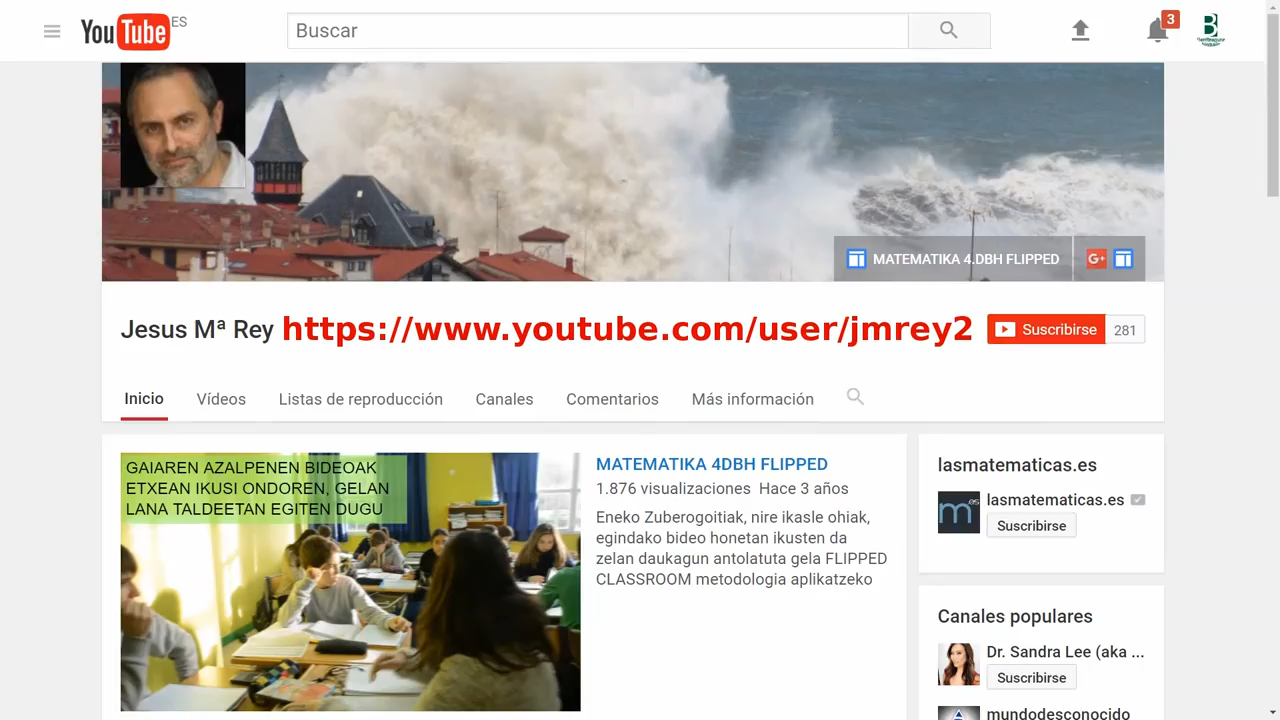 YouTube ES
Buscar
3
MATEMATIKA 4.DBH FLIPPED
G+
Jesus Mª Rey https://www.youtube.com/user/jmrey2
Suscribirse 281
Inicio Vídeos Listas de reproducción Canales Comentarios Más información
GAIAREN AZALPENEN BIDEOAK
ETXEAN IKUSI ONDOREN, GELAN
LANA TALDEETAN EGITEN DUGU
MATEMATIKA 4DBH FLIPPED
1.876 visualizaciones Hace 3 años
Eneko Zuberogoitiak, nire ikasle ohiak,
egindako bideo honetan ikusten da
zelan daukagun antolatuta gela FLIPPED
CLASSROOM metodologia aplikatzeko
lasmatematicas.es
m es
lasmatematicas.es
Suscribirse
Canales populares
Dr. Sandra Lee (aka ...
Suscribirse
mundodesconocido